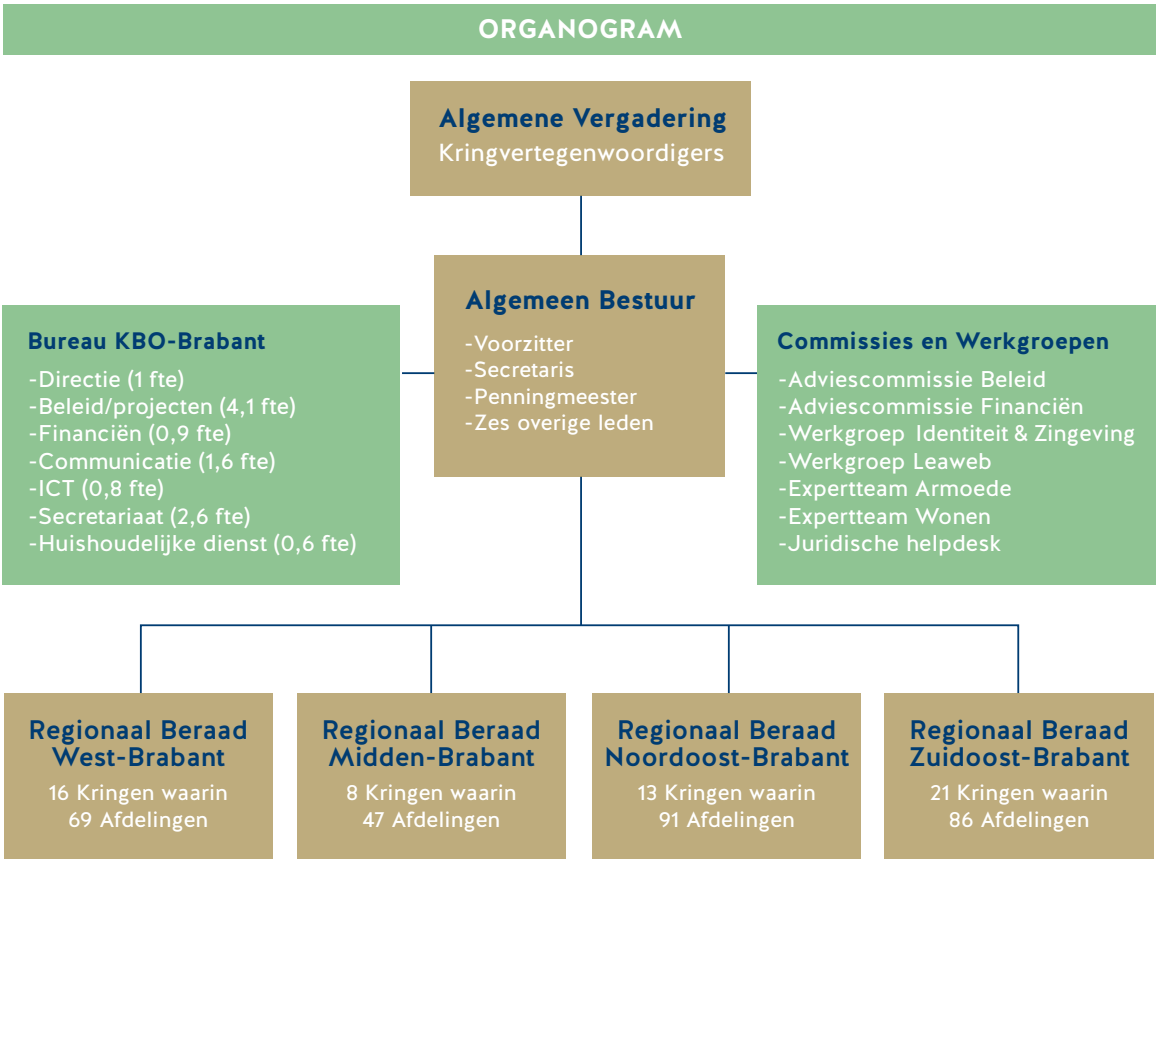 ORGANOGRAM
Algemene Vergadering
Kringvertegenwoordigers
Algemeen Bestuur
-Voorzitter
-Secretaris
-Penningmeester
-Zes overige leden
Bureau KBO-Brabant
-Directie (1 fte)
-Beleid/projecten (4,1 fte)
-Financiën (0,9 fte)
-Communicatie (1,6 fte)
-ICT (0,8 fte)
-Secretariaat (2,6 fte)
-Huishoudelijke dienst (0,6 fte)
Commissies en Werkgroepen
-Adviescommissie Beleid
-Adviescommissie Financiën
-Werkgroep Identiteit & Zingeving
-Werkgroep Leaweb
-Expertteam Armoede
-Expertteam Wonen
-Juridische helpdesk
Regionaal Beraad
West-Brabant
16 Kringen waarin
69 Afdelingen
Regionaal Beraad
Midden-Brabant
8 Kringen waarin
47 Afdelingen
Regionaal Beraad
Noordoost-Brabant
13 Kringen waarin
91 Afdelingen
Regionaal Beraad
Zuidoost-Brabant
21 Kringen waarin
86 Afdelingen